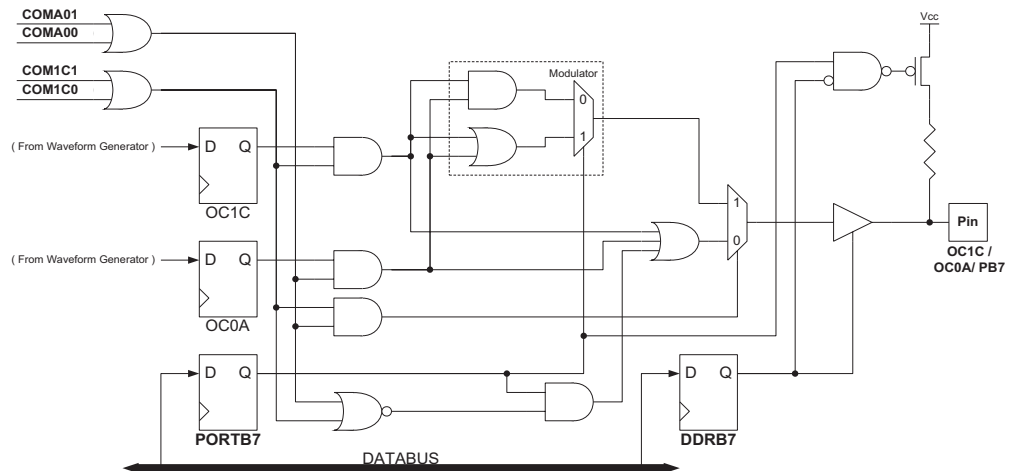 COMA01
COMA00
COM1C1
COM1C0
Vcc
Modulator
0
1
( From Waveform Generator )
D Q
OC1C
1
0
Pin
OC1C /
OC0A/ PB7
( From Waveform Generator )
D Q
OC0A
D Q
PORTB7
D Q
DDRB7
DATABUS